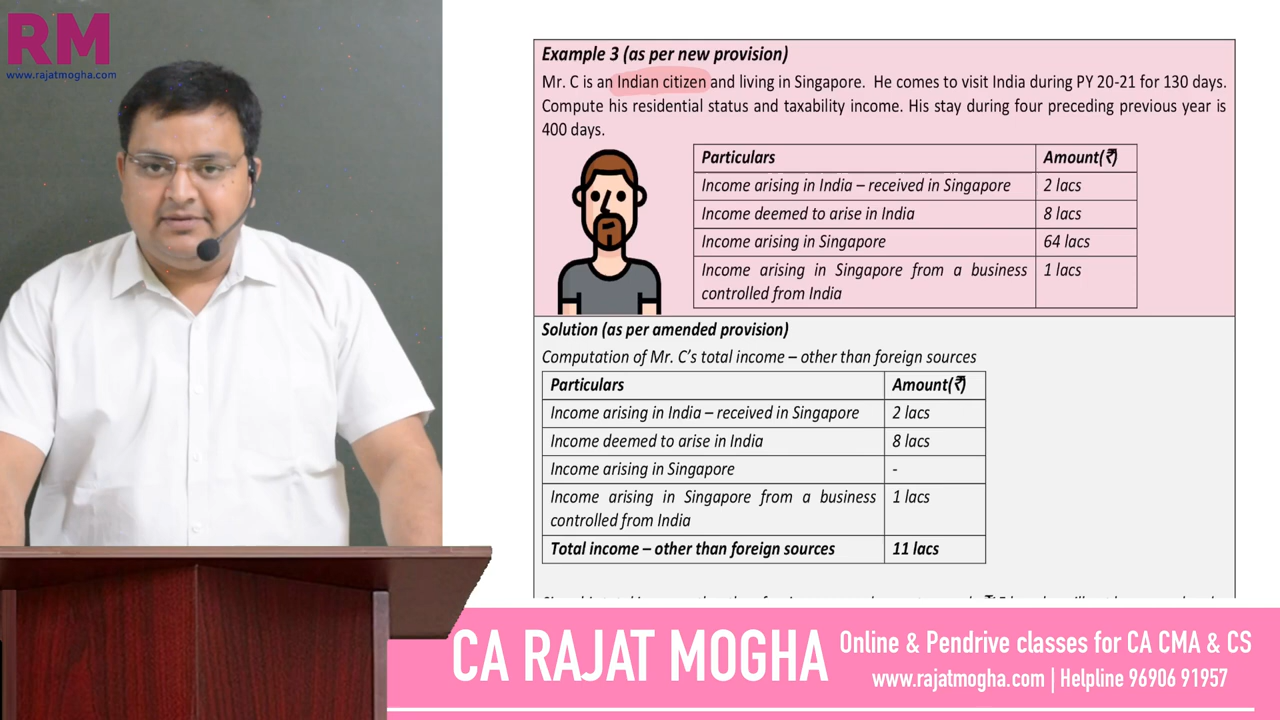 RM
www.rajatmogha.com
Example 3 (as per new provision)
Mr. C is an Indian citizen and living in Singapore. He comes to visit India during PY 20-21 for 130 days.
Compute his residential status and taxability income. His stay during four preceding previous year is
400 days.
Particulars Amount(₹)
Income arising in India – received in Singapore 2 lacs
Income deemed to arise in India 8 lacs
Income arising in Singapore 64 lacs
Income arising in Singapore from a business 1 lacs
controlled from India
Solution (as per amended provision)
Computation of Mr. C's total income – other than foreign sources
Particulars Amount(₹)
Income arising in India – received in Singapore 2 lacs
Income deemed to arise in India 8 lacs
Income arising in Singapore -
Income arising in Singapore from a business 1 lacs
controlled from India
Total income – other than foreign sources 11 lacs
CA RAJAT MOGHA
Online & Pendrive classes for CA CMA & CS
www.rajatmogha.com | Helpline 96906 91957